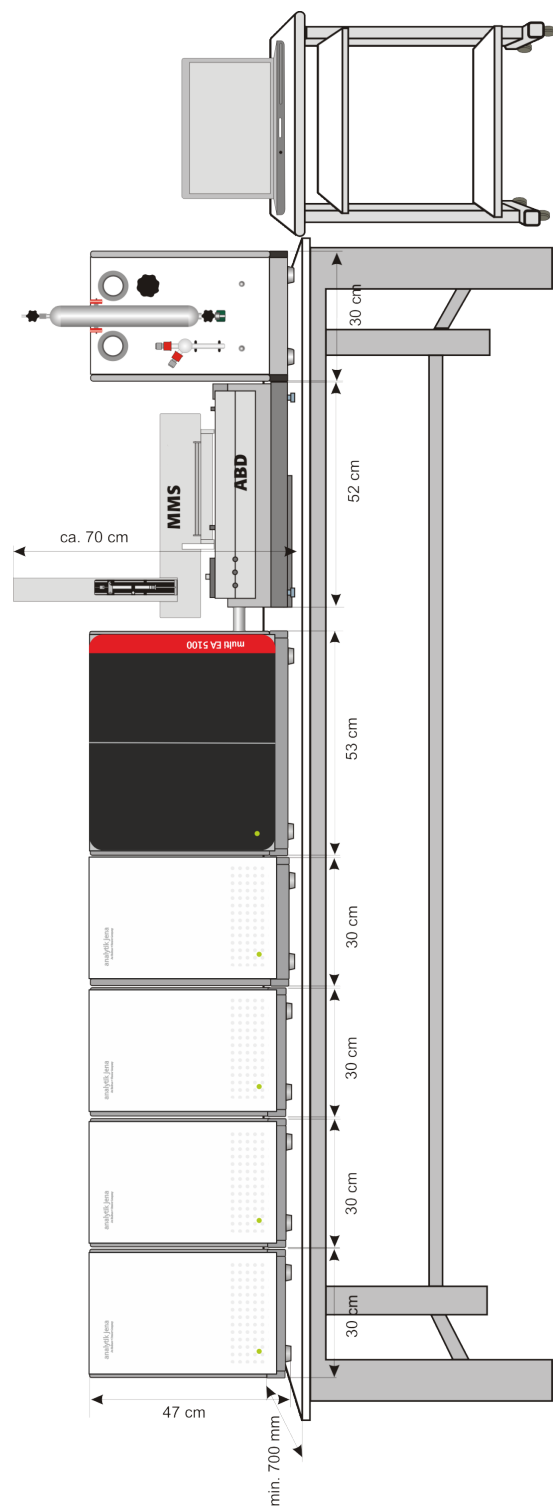 30 cm
MMS
ABD
52 cm
ca. 70 cm
multi EA 5100
53 cm
analytik jena
30 cm
analytik jena
30 cm
analytik jena
30 cm
analytik jena
30 cm
47 cm
min. 700 mm